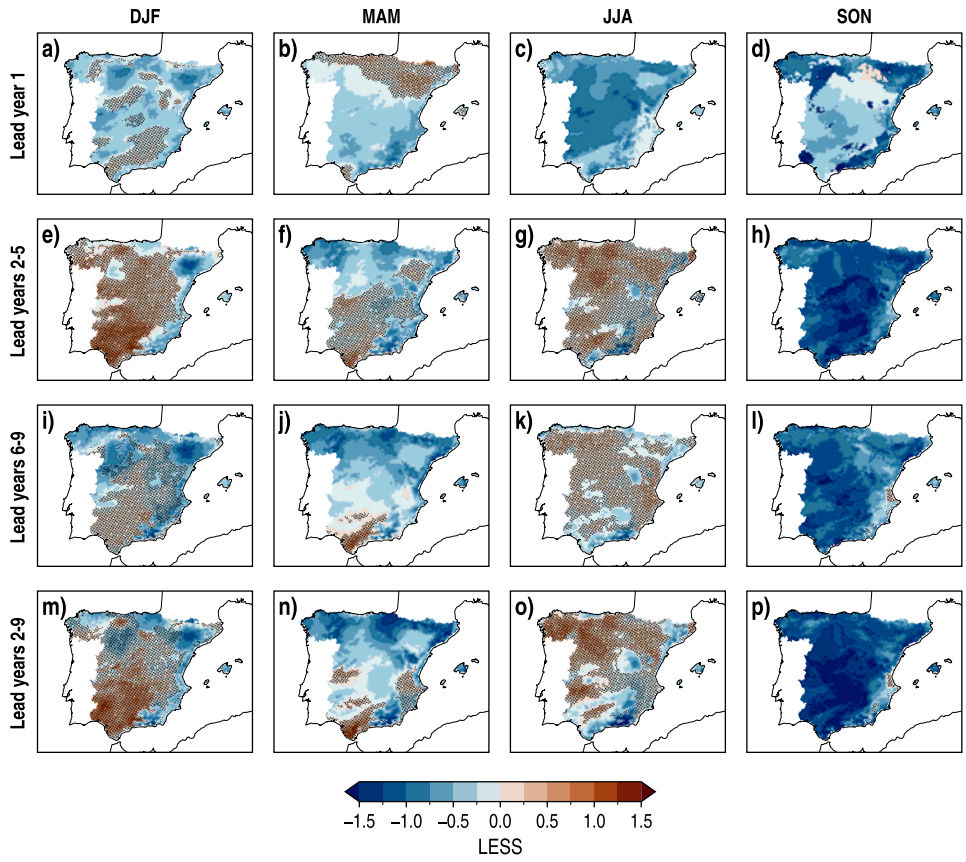 DJF MAM JJA SON
Lead year 1
a) b) c) d)
Lead years 2-5
e) f) g) h)
Lead years 6-9
i) j) k) l)
Lead years 2-9
m) n) o) p)
−1.5 −1.0 −0.5 0.0 0.5 1.0 1.5
LESS